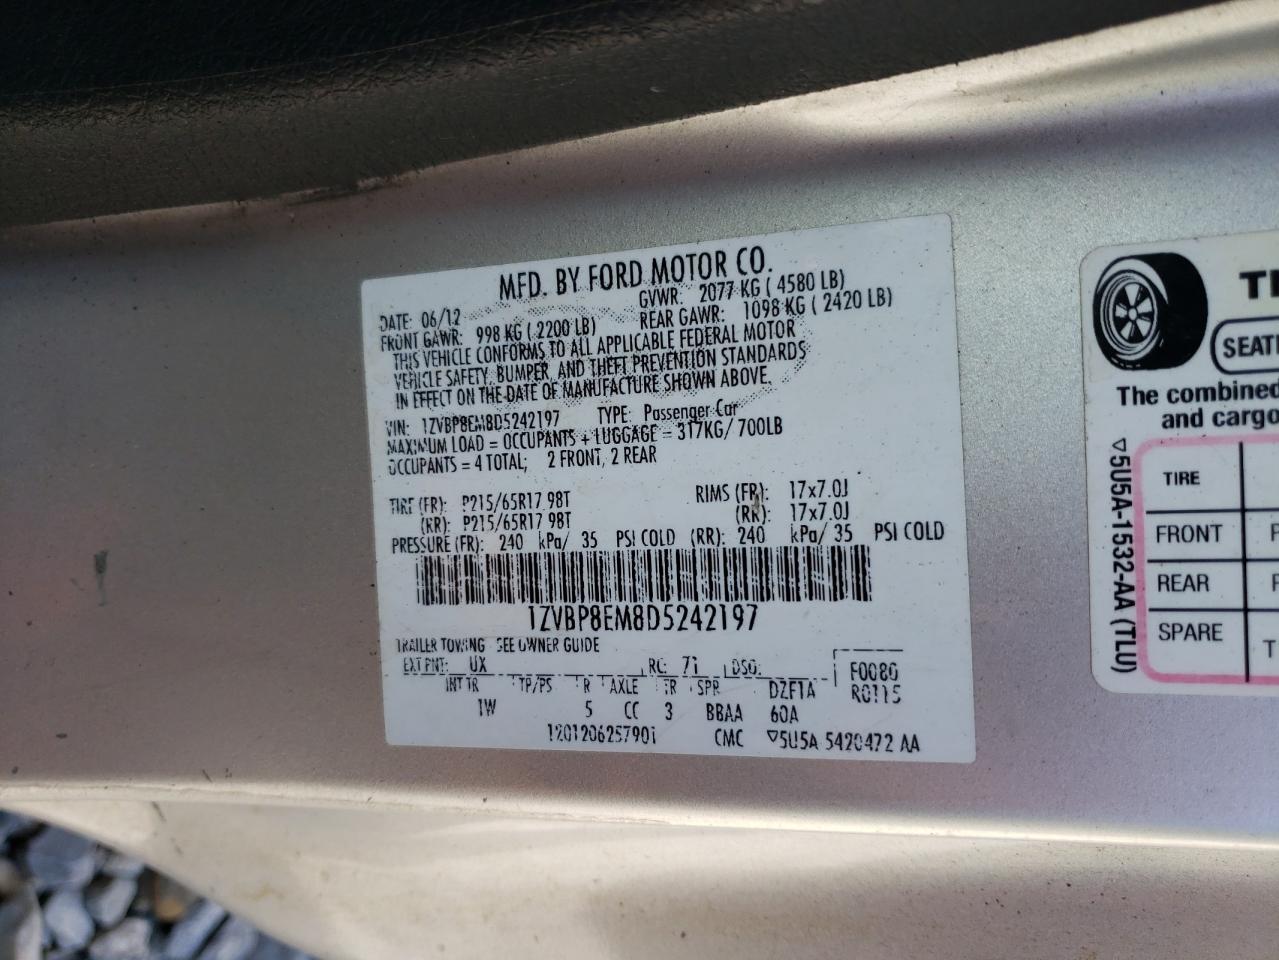 MFD. BY FORD MOTOR CO.
DATE: 06/12 GVWR: 2077 KG ( 4580 LB)
FRONT GAWR: 998 KG ( 2200 LB) REAR GAWR: 1098 KG ( 2420 LB)
THIS VEHICLE CONFORMS TO ALL APPLICABLE FEDERAL MOTOR
VEHICLE SAFETY, BUMPER, AND THEFT PREVENTION STANDARDS
IN EFFECT ON THE DATE OF MANUFACTURE SHOWN ABOVE.
VIN: 1ZVBP8EM8D5242197 TYPE: Passenger Car
MAXIMUM LOAD = OCCUPANTS + LUGGAGE = 317KG/ 700LB
OCCUPANTS = 4 TOTAL; 2 FRONT, 2 REAR
TIRE (FR): P215/65R17 98T RIMS (FR): 17x7.0J
(RR): P215/65R17 98T (RR): 17x7.0J
PRESSURE (FR): 240 kPa/ 35 PSI COLD (RR): 240 kPa/ 35 PSI COLD
1ZVBP8EM8D5242197
TRAILER TOWING - SEE OWNER GUIDE
EXT PNT: UX RC: 71 DSO: F0080
INT TR TP/PS R AXLE TR SPR DZF1A R0115
1W 5 CC 3 BBAA 60A
1201206257901 CMC ▽5U5A 5420472 AA
SEATI
The combined
and cargo
▽5U5A-1532-AA (TLU)
TIRE
FRONT
REAR
SPARE